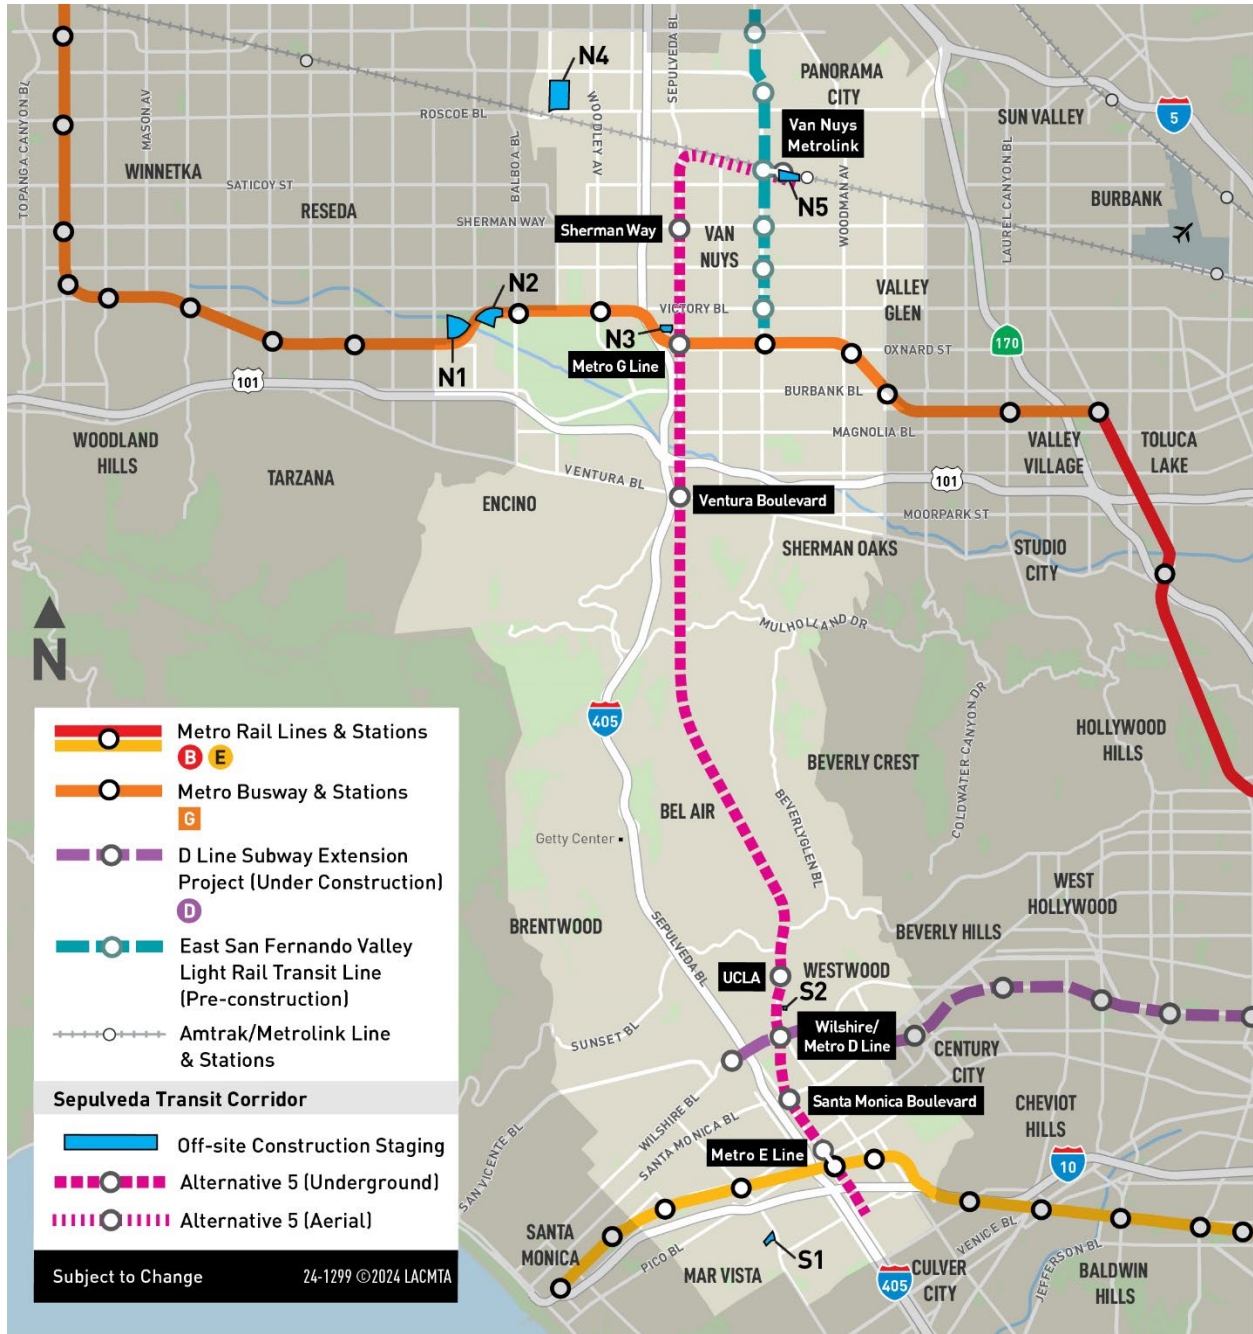 N4
PANORAMA
CITY
SEPULVEDA BL
TOPANGA CANYON BL
MASON AV
ROSCOE BL
WOODLEY AV
BALBOA BL
Van Nuys
Metrolink
SUN VALLEY
5
LAUREL CANYON BL
WOODMAN AV
WINNETKA
SATICOY ST
RESEDA
SHERMAN WAY
Sherman Way
VAN
NUYS
N5
BURBANK
N2
VICTORY BL
VALLEY
GLEN
N3
N1
Metro G Line
OXNARD ST
170
101
BURBANK BL
MAGNOLIA BL
WOODLAND
HILLS
TARZANA
VENTURA BL
ENCINO
Ventura Boulevard
VALLEY
VILLAGE
TOLUCA
LAKE
101
MOORPARK ST
SHERMAN OAKS
STUDIO
CITY
MULHOLLAND DR
N
405
COLDWATER CANYON DR
HOLLYWOOD
HILLS
BEVERLY CREST
BEL AIR
BEVERLYGLEN BL
Getty Center
WEST
HOLLYWOOD
BRENTWOOD
SEPULVEDA BL
BEVERLY HILLS
UCLA
WESTWOOD
S2
SUNSET BL
Wilshire/
Metro D Line
CENTURY
CITY
Santa Monica Boulevard
CHEVIOT
HILLS
WILSHIRE BL
SANTA MONICA BL
SAN VICENTE BL
Metro E Line
10
SANTA
MONICA
PICO BL
S1
MAR VISTA
VENICE BL
CULVER
CITY
405
JEFFERSON BL
BALDWIN
HILLS
Metro Rail Lines & Stations
B E
Metro Busway & Stations
G
D Line Subway Extension
Project (Under Construction)
D
East San Fernando Valley
Light Rail Transit Line
(Pre-construction)
Amtrak/Metrolink Line
& Stations
Sepulveda Transit Corridor
Off-site Construction Staging
Alternative 5 (Underground)
Alternative 5 (Aerial)
Subject to Change
24-1299 ©2024 LACMTA